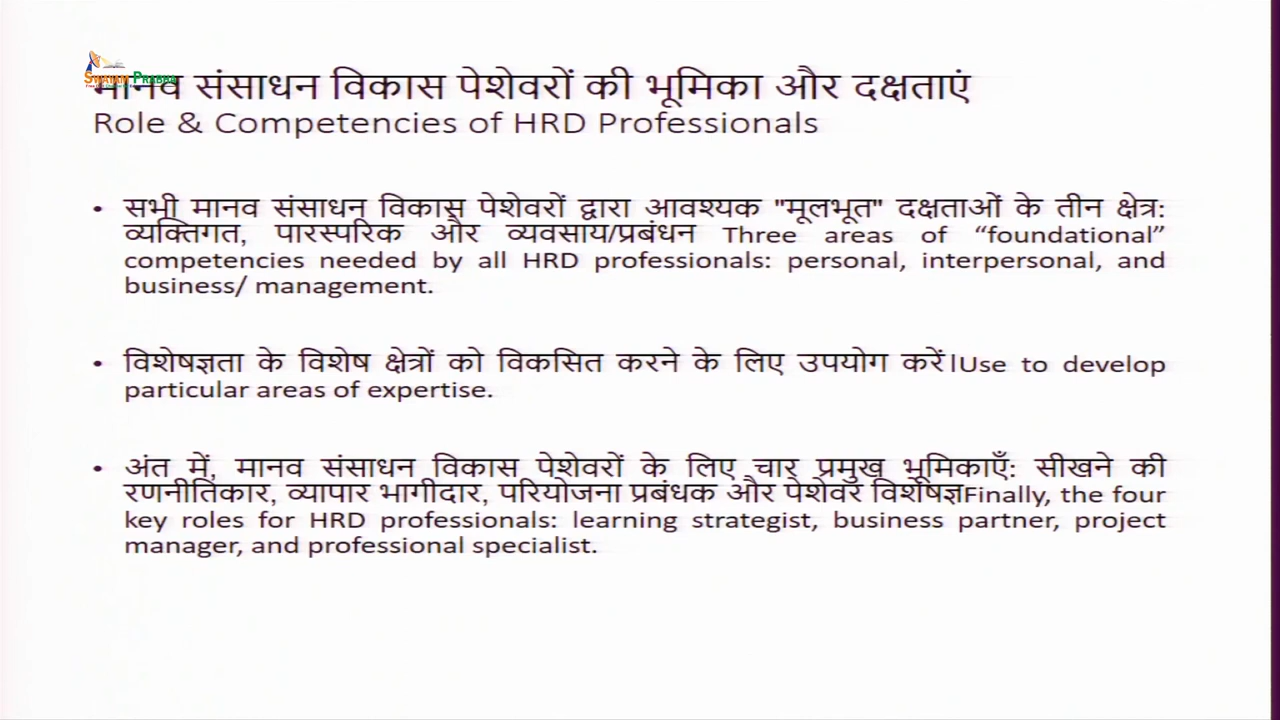 SWAYAM PRABHA
मानव संसाधन विकास पेशेवरों की भूमिका और दक्षताएं
Role & Competencies of HRD Professionals
• सभी मानव संसाधन विकास पेशेवरों द्वारा आवश्यक "मूलभूत" दक्षताओं के तीन क्षेत्र:
व्यक्तिगत, पारस्परिक और व्यवसाय/प्रबंधन Three areas of “foundational”
competencies needed by all HRD professionals: personal, interpersonal, and
business/ management.
• विशेषज्ञता के विशेष क्षेत्रों को विकसित करने के लिए उपयोग करें।Use to develop
particular areas of expertise.
• अंत में, मानव संसाधन विकास पेशेवरों के लिए चार प्रमुख भूमिकाएँ: सीखने की
रणनीतिकार, व्यापार भागीदार, परियोजना प्रबंधक और पेशेवर विशेषज्ञFinally, the four
key roles for HRD professionals: learning strategist, business partner, project
manager, and professional specialist.